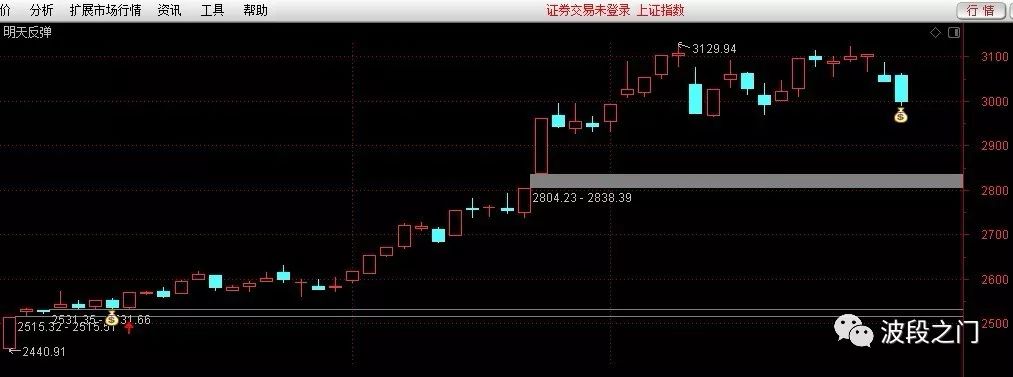 价 分析 扩展市场行情 资讯 工具 帮助 证券交易未登录 上证指数 行情
明天反弹
3129.94
3100
3000
2900
2804.23 - 2838.39
2800
2700
2600
2531.35 - 2531.66
2515.32 - 2515.51
2500
2440.91
波段之门